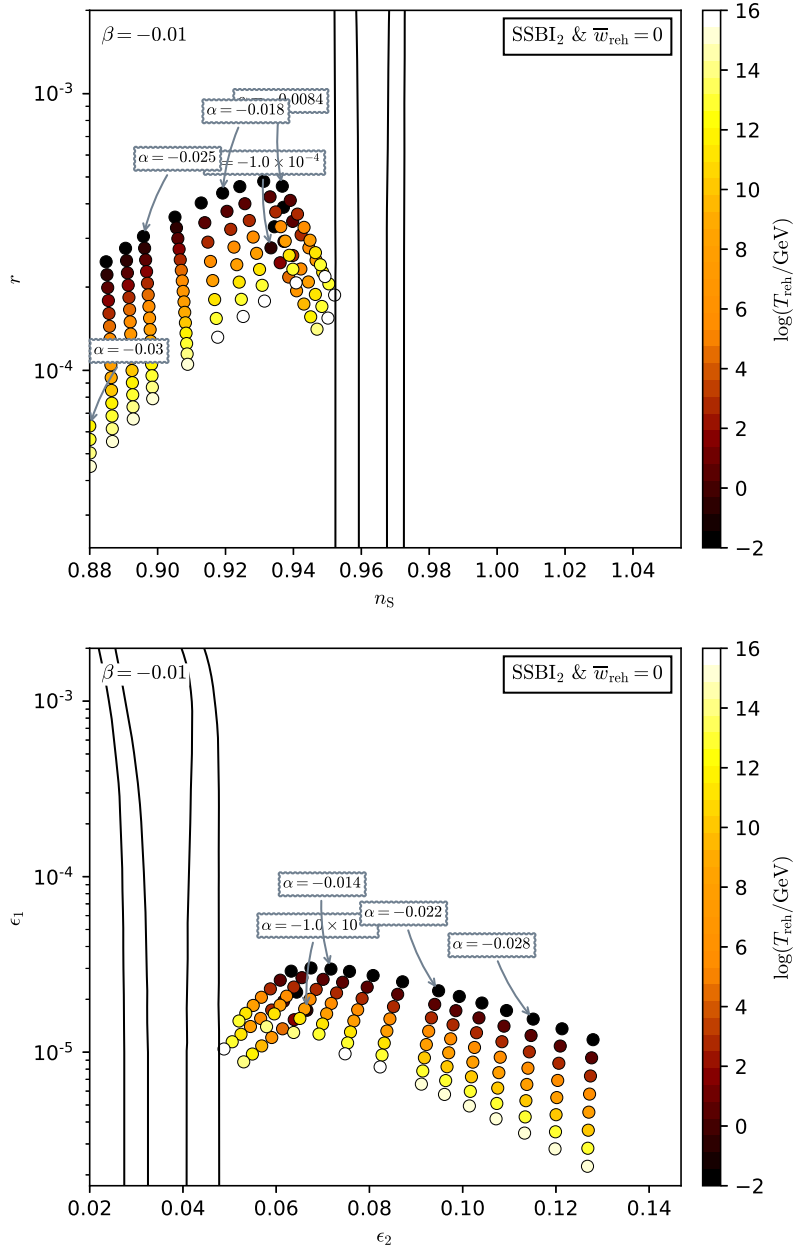 β = −0.01
SSBI₂ & w̅_reh = 0
0.0084
α = −0.018
α = −0.025
= −1.0 × 10⁻⁴
α = −0.03
10⁻³
10⁻⁴
r
0.88 0.90 0.92 0.94 0.96 0.98 1.00 1.02 1.04
n_S
16
14
12
10
8
6
4
2
0
−2
log(T_reh/GeV)
β = −0.01
SSBI₂ & w̅_reh = 0
α = −0.014
α = −0.022
α = −1.0 × 10
α = −0.028
10⁻³
10⁻⁴
10⁻⁵
ϵ₁
0.02 0.04 0.06 0.08 0.10 0.12 0.14
ϵ₂
16
14
12
10
8
6
4
2
0
−2
log(T_reh/GeV)